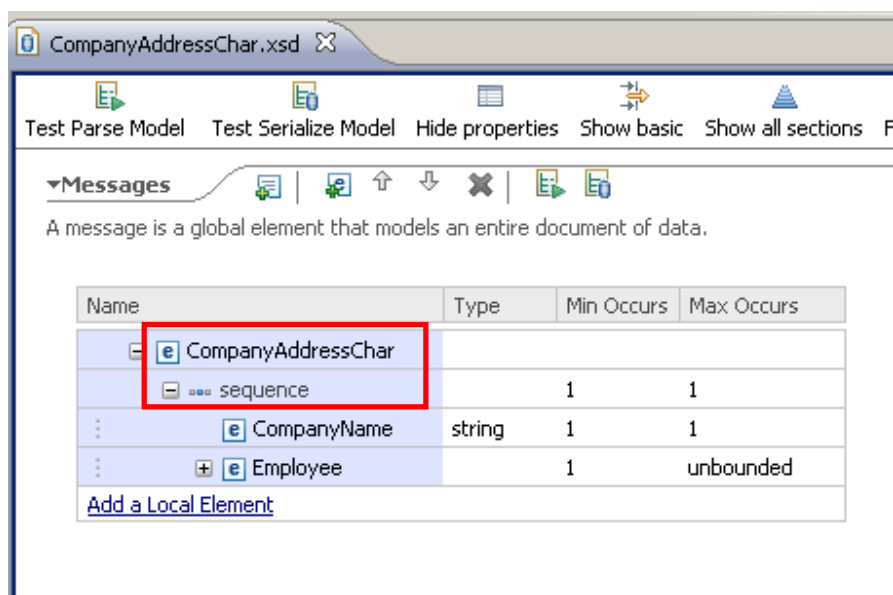 CompanyAddressChar.xsd
Test Parse Model Test Serialize Model Hide properties Show basic Show all sections F
Messages
A message is a global element that models an entire document of data.
Name Type Min Occurs Max Occurs
e CompanyAddressChar
sequence 1 1
e CompanyName string 1 1
e Employee 1 unbounded
Add a Local Element